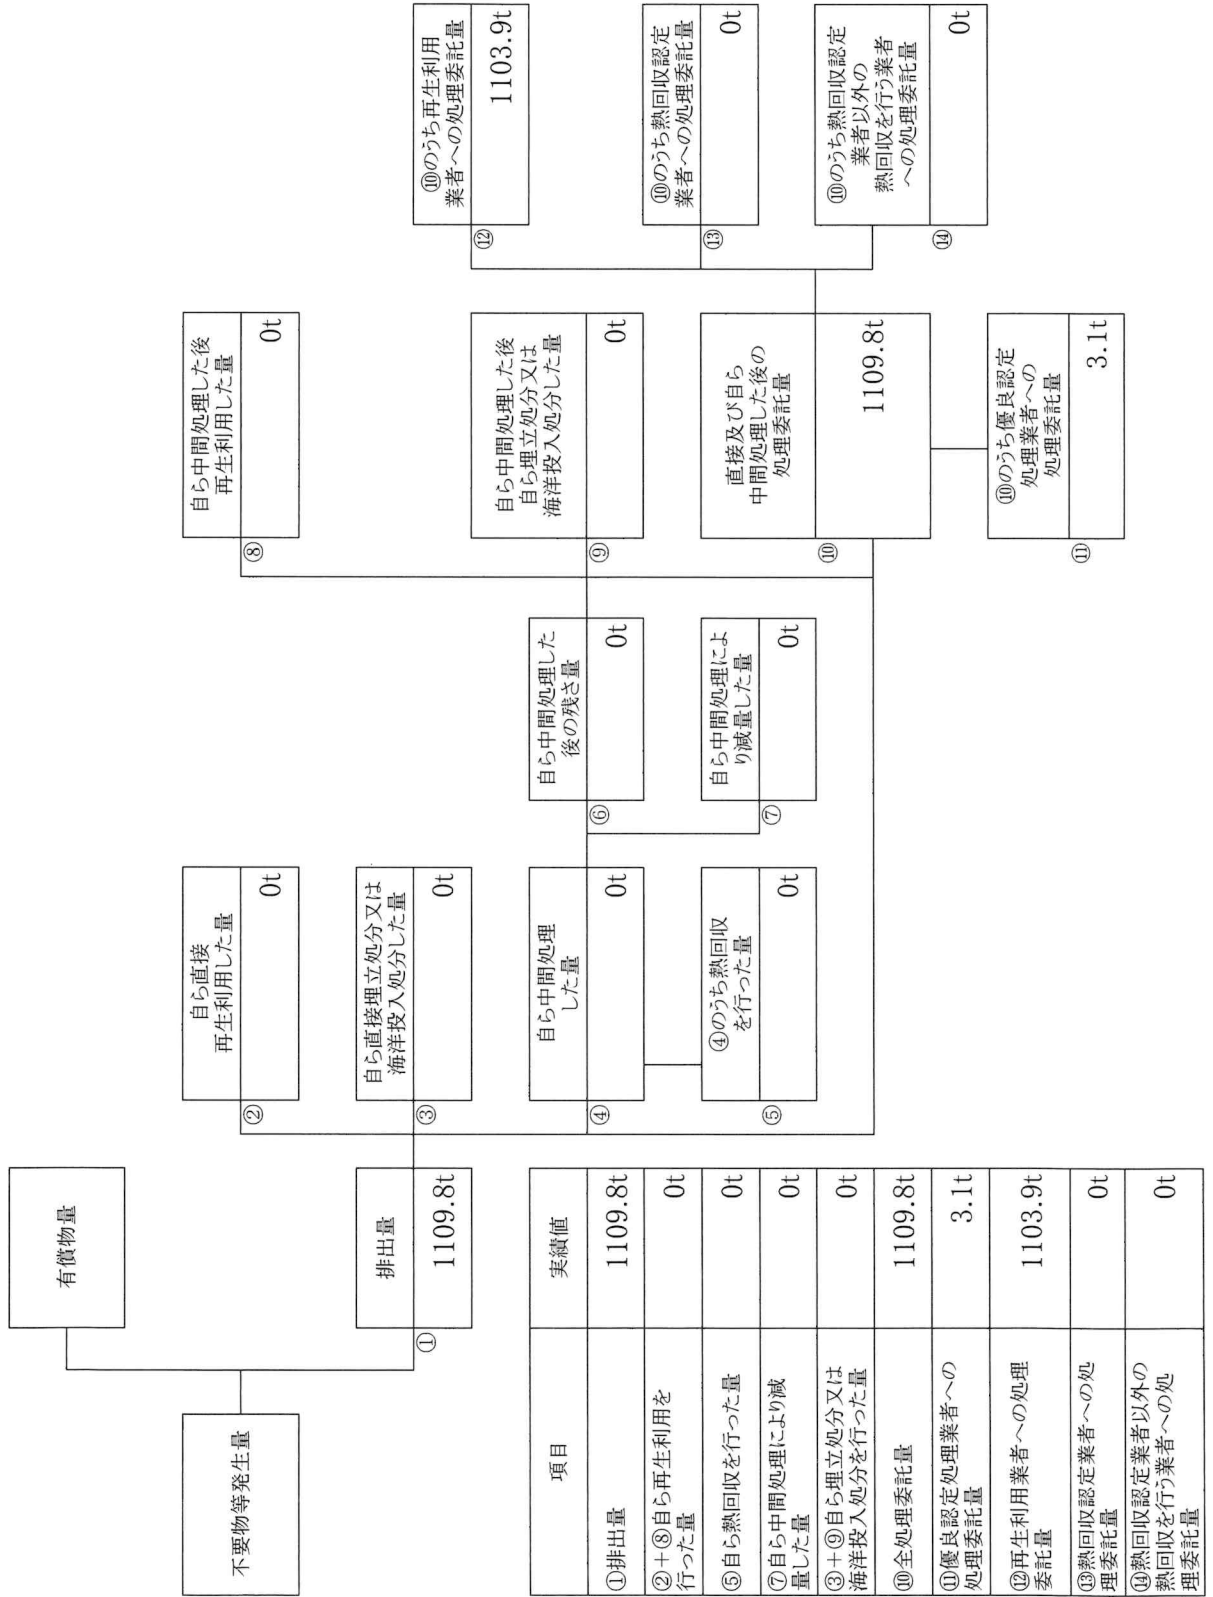 不要物等発生量
有償物量
排出量
①
1109.8t
自ら直接
再生利用した量
②
0t
自ら直接埋立処分又は
海洋投入処分した量
③
0t
自ら中間処理
した量
④
0t
④のうち熱回収
を行った量
⑤
0t
自ら中間処理した
後の残さ量
⑥
0t
自ら中間処理によ
り減量した量
⑦
0t
自ら中間処理した後
再生利用した量
⑧
0t
自ら中間処理した後
自ら埋立処分又は
海洋投入処分した量
⑨
0t
直接及び自ら
中間処理した後の
処理委託量
⑩
1109.8t
⑩のうち優良認定
処理業者への
処理委託量
⑪
3.1t
⑩のうち再生利用
業者への処理委託量
⑫
1103.9t
⑩のうち熱回収認定
業者への処理委託量
⑬
0t
⑩のうち熱回収認定
業者以外の
熱回収を行う業者
への処理委託量
⑭
0t
項目 実績値
①排出量 1109.8t
②+⑧自ら再生利用を
行った量 0t
⑤自ら熱回収を行った量 0t
⑦自ら中間処理により減
量した量 0t
③+⑨自ら埋立処分又は
海洋投入処分を行った量 0t
⑩全処理委託量 1109.8t
⑪優良認定処理業者への
処理委託量 3.1t
⑫再生利用業者への処理
委託量 1103.9t
⑬熱回収認定業者への処
理委託量 0t
⑭熱回収認定業者以外の
熱回収を行う業者への処
理委託量 0t